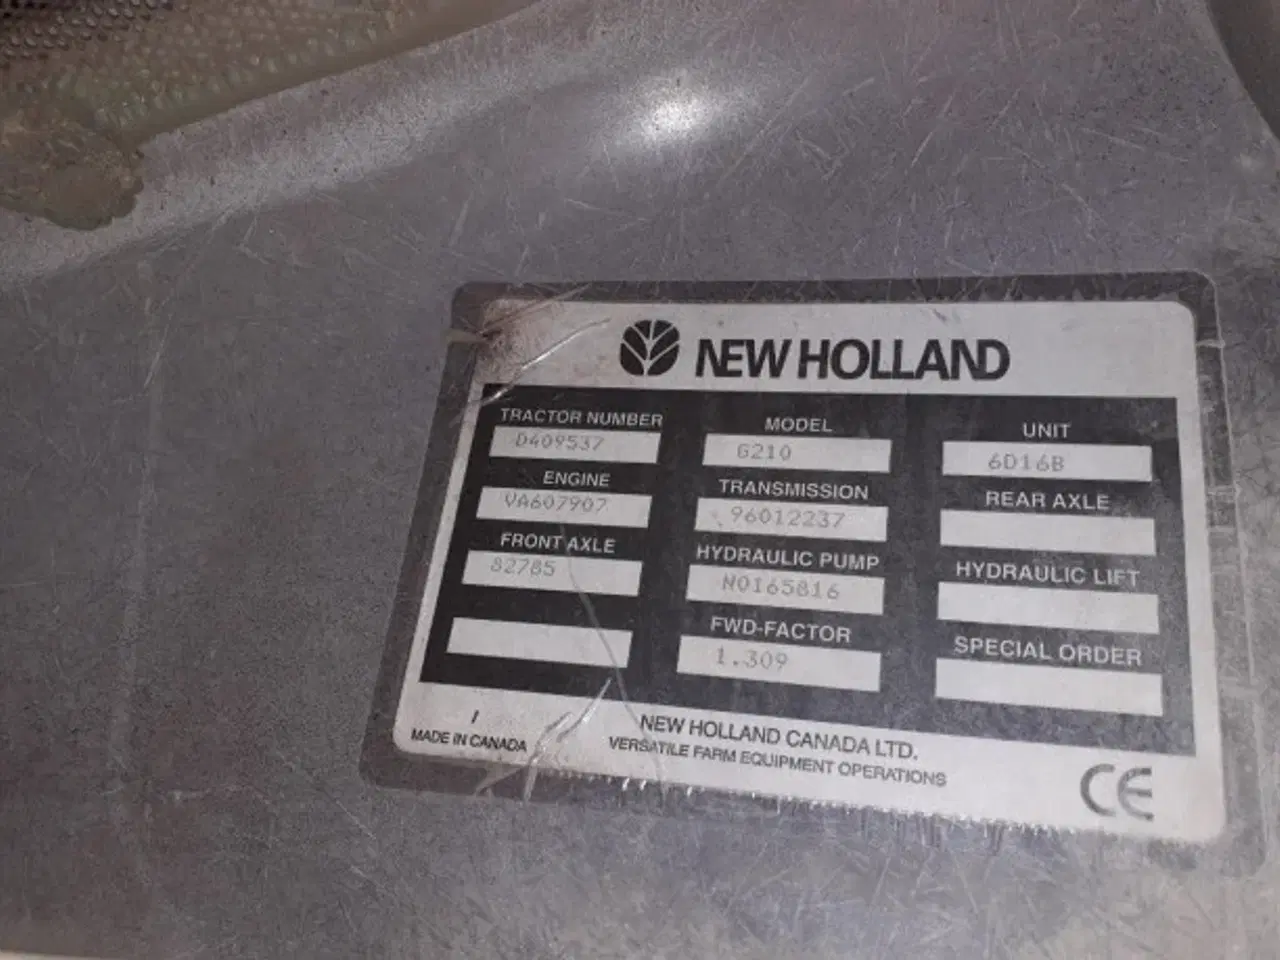 NEW HOLLAND
TRACTOR NUMBER MODEL UNIT
D409537 G210 6D16B
ENGINE TRANSMISSION REAR AXLE
VA607907 96012237
FRONT AXLE HYDRAULIC PUMP HYDRAULIC LIFT
82785 N0165816
FWD-FACTOR SPECIAL ORDER
1.309
MADE IN CANADA
NEW HOLLAND CANADA LTD.
VERSATILE FARM EQUIPMENT OPERATIONS
CE